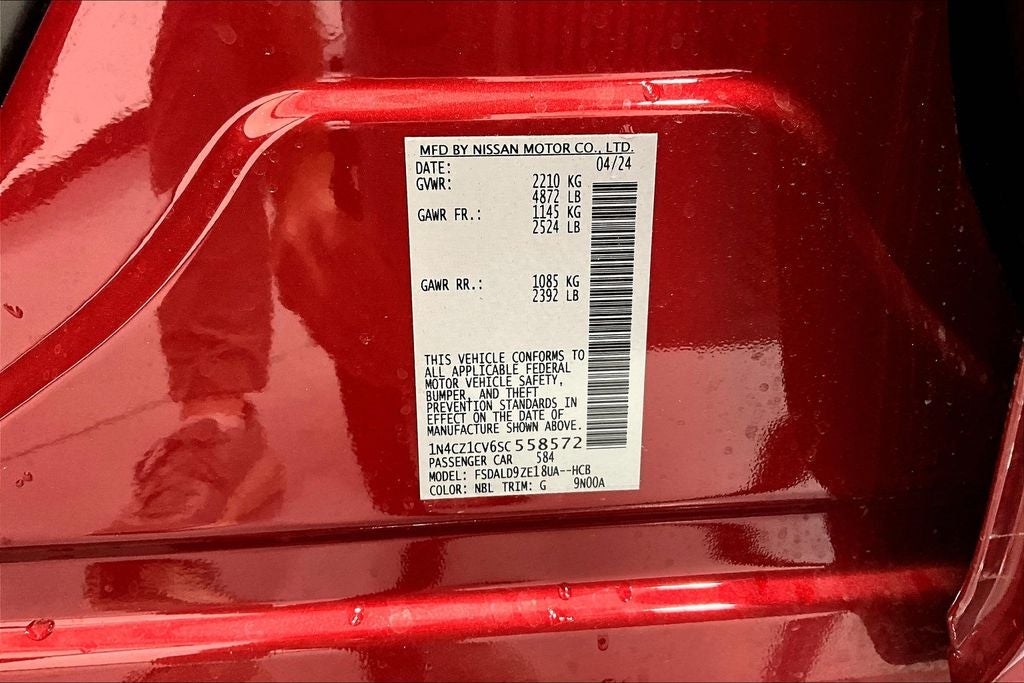 MFD BY NISSAN MOTOR CO., LTD.
DATE: 04/24
GVWR: 2210 KG
4872 LB
GAWR FR.: 1145 KG
2524 LB
GAWR RR.: 1085 KG
2392 LB
THIS VEHICLE CONFORMS TO
ALL APPLICABLE FEDERAL
MOTOR VEHICLE SAFETY,
BUMPER, AND THEFT
PREVENTION STANDARDS IN
EFFECT ON THE DATE OF
MANUFACTURE SHOWN ABOVE.
1N4CZ1CV6SC558572
PASSENGER CAR 584
MODEL: FSDALD9ZE18UA--HCB
COLOR: NBL TRIM: G 9N00A